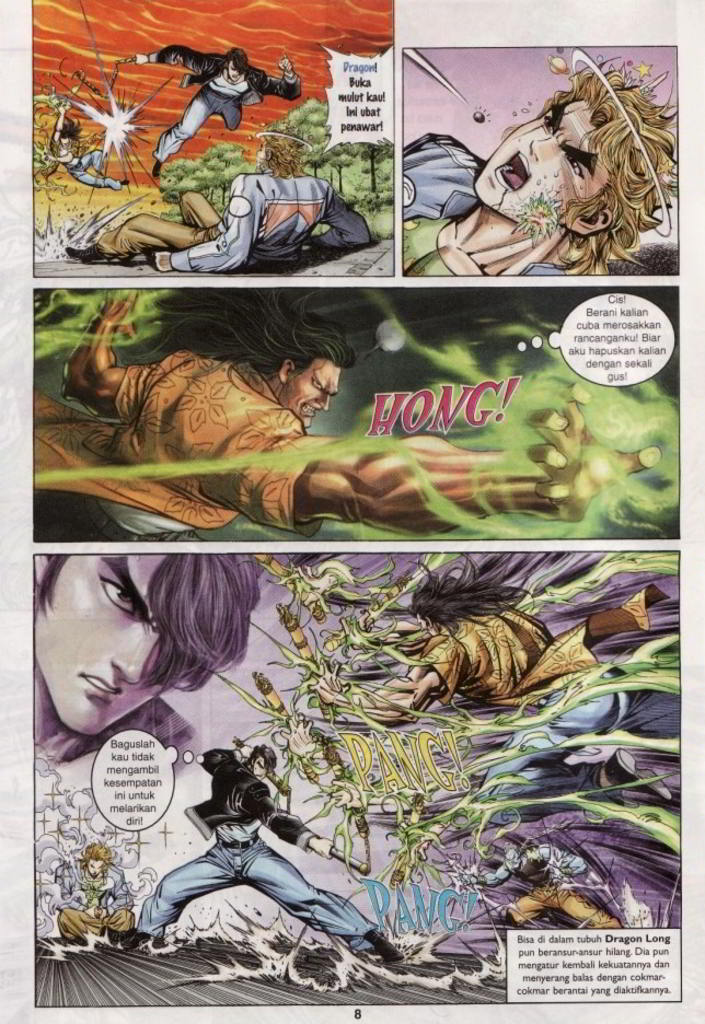 Dragon!
Buka
mulut kau!
Ini ubat
penawar!
Cis!
Berani kalian
cuba merosakkan
rancanganku! Biar
aku hapuskan kalian
dengan sekali
gus!
HONG!
PANG!
Baguslah
kau tidak
mengambil
kesempatan
ini untuk
melarikan
diri!
PANG!
Bisa di dalam tubuh Dragon Long
pun beransur-ansur hilang. Dia pun
mengatur kembali kekuatannya dan
menyerang balas dengan cokmar-
cokmar berantai yang diaktifkannya.
8